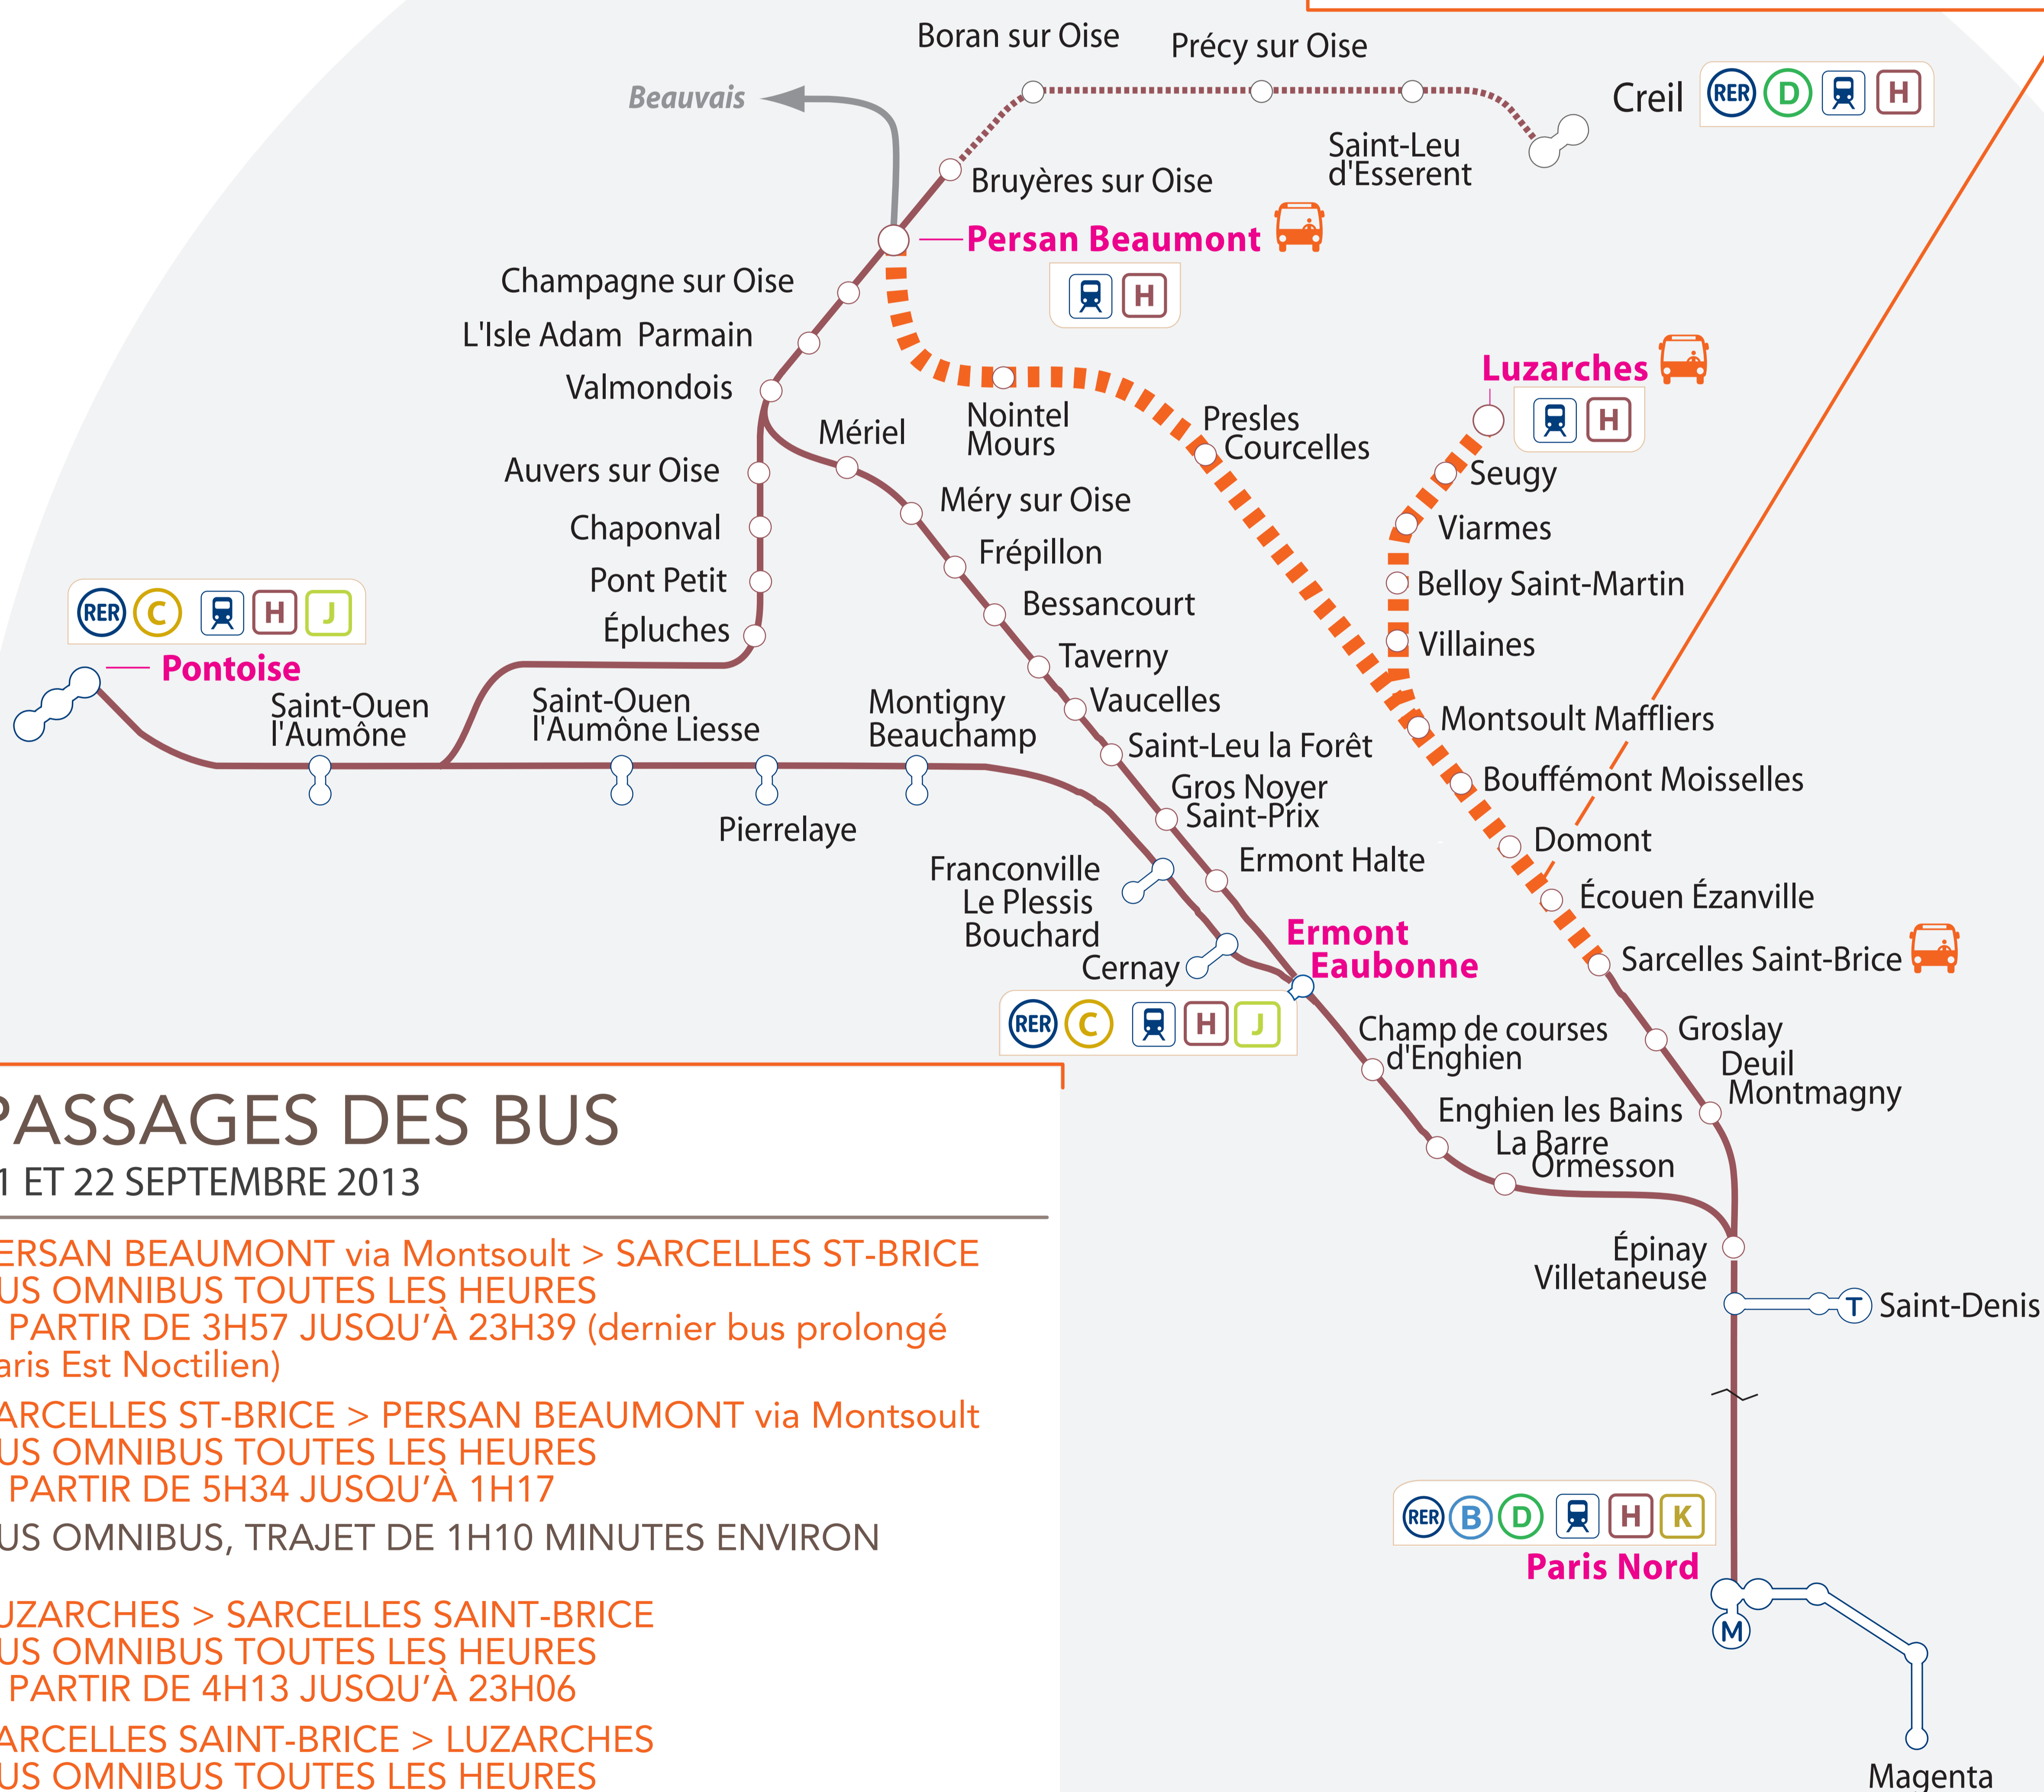 Boran sur Oise
Précy sur Oise
Beauvais
Creil
RER D H
Saint-Leu
d'Esserent
Bruyères sur Oise
Persan Beaumont
H
Champagne sur Oise
L'Isle Adam Parmain
Valmondois
Luzarches
H
Nointel
Mours
Presles
Courcelles
Mériel
Auvers sur Oise
Seugy
Méry sur Oise
Chaponval
Viarmes
Frépillon
Pont Petit
Belloy Saint-Martin
Bessancourt
RER C H J
Épluches
Villaines
Pontoise
Taverny
Saint-Ouen
l'Aumône
Saint-Ouen
l'Aumône Liesse
Montigny
Beauchamp
Vaucelles
Montsoult Maffliers
Saint-Leu la Forêt
Bouffémont Moisselles
Gros Noyer
Saint-Prix
Pierrelaye
Domont
Ermont Halte
Franconville
Le Plessis
Bouchard
Écouen Ézanville
Ermont
Eaubonne
Cernay
Sarcelles Saint-Brice
RER C H J
Champ de courses
d'Enghien
Groslay
Deuil
Montmagny
Enghien les Bains
La Barre
Ormesson
Épinay
Villetaneuse
T Saint-Denis
RER B D H K
Paris Nord
M
Magenta
PASSAGES DES BUS
1 ET 22 SEPTEMBRE 2013
ERSAN BEAUMONT via Montsoult > SARCELLES ST-BRICE
US OMNIBUS TOUTES LES HEURES
PARTIR DE 3H57 JUSQU'À 23H39 (dernier bus prolongé
aris Est Noctilien)
ARCELLES ST-BRICE > PERSAN BEAUMONT via Montsoult
US OMNIBUS TOUTES LES HEURES
PARTIR DE 5H34 JUSQU'À 1H17
US OMNIBUS, TRAJET DE 1H10 MINUTES ENVIRON
UZARCHES > SARCELLES SAINT-BRICE
US OMNIBUS TOUTES LES HEURES
PARTIR DE 4H13 JUSQU'À 23H06
ARCELLES SAINT-BRICE > LUZARCHES
US OMNIBUS TOUTES LES HEURES